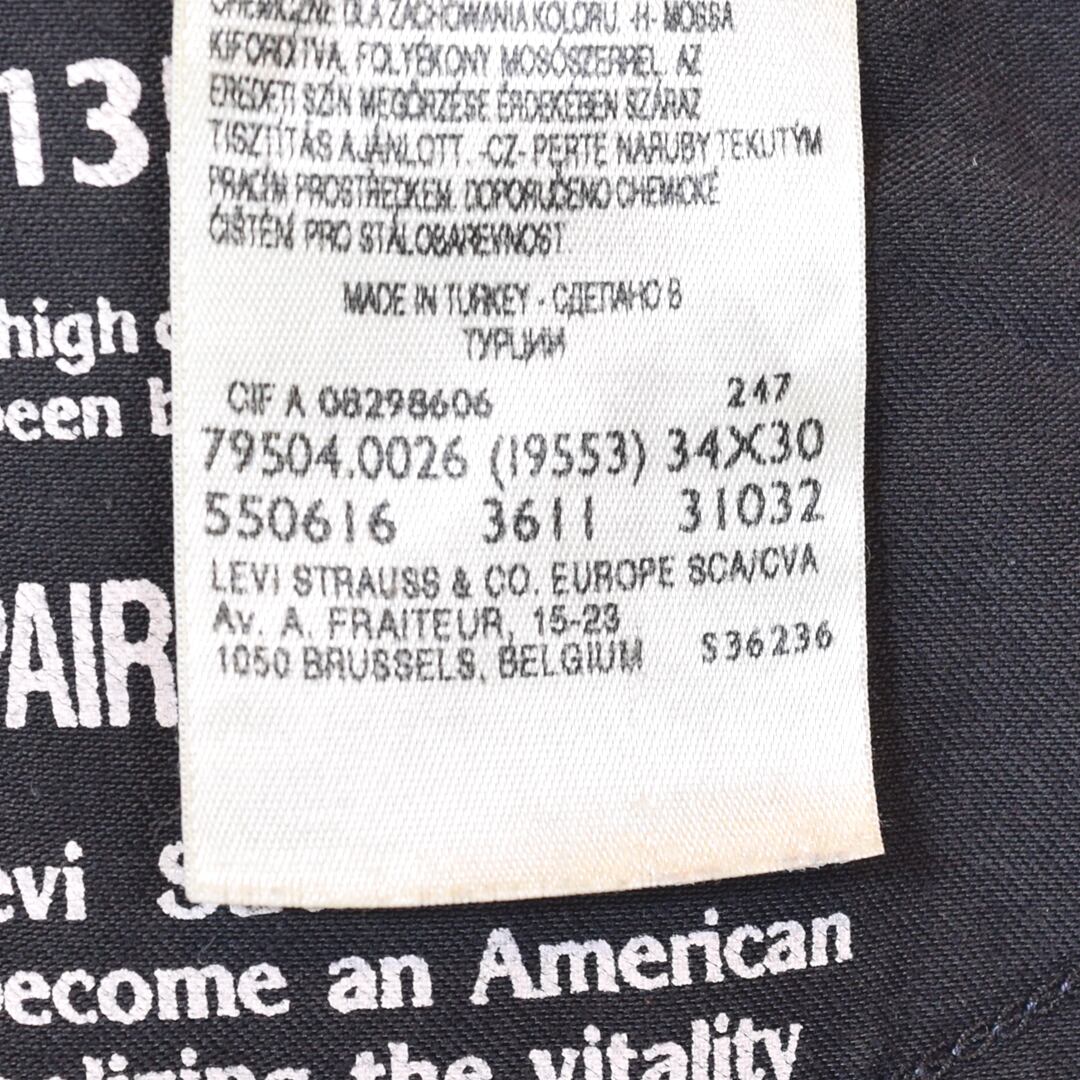 CHEMICZNE DLA ZACHOWANIA KOLORU. -H- MOSSA
KIFORDÍTVA, FOLYÉKONY MOSÓSZERREL. AZ
EREDETI SZÍN MEGŐRZÉSE ÉRDEKÉBEN SZÁRAZ
TISZTÍTÁS AJÁNLOTT. -CZ- PERTE NARUBY TEKUTÝM
PRACÍM PROSTŘEDKEM. DOPORUČENO CHEMICKÉ
ČIŠTĚNÍ PRO STÁLOBAREVNOST
MADE IN TURKEY - СДЕЛАНО В
ТУРЦИИ
CIF A 08298606 247
79504.0026 (19553) 34X30
550616 3611 31032
LEVI STRAUSS & CO. EUROPE SCA/CVA
Av. A. FRAITEUR, 15-23
1050 BRUSSELS, BELGIUM S36236
13
high
een b
PAIR
evi S
ecome an American
the vitality